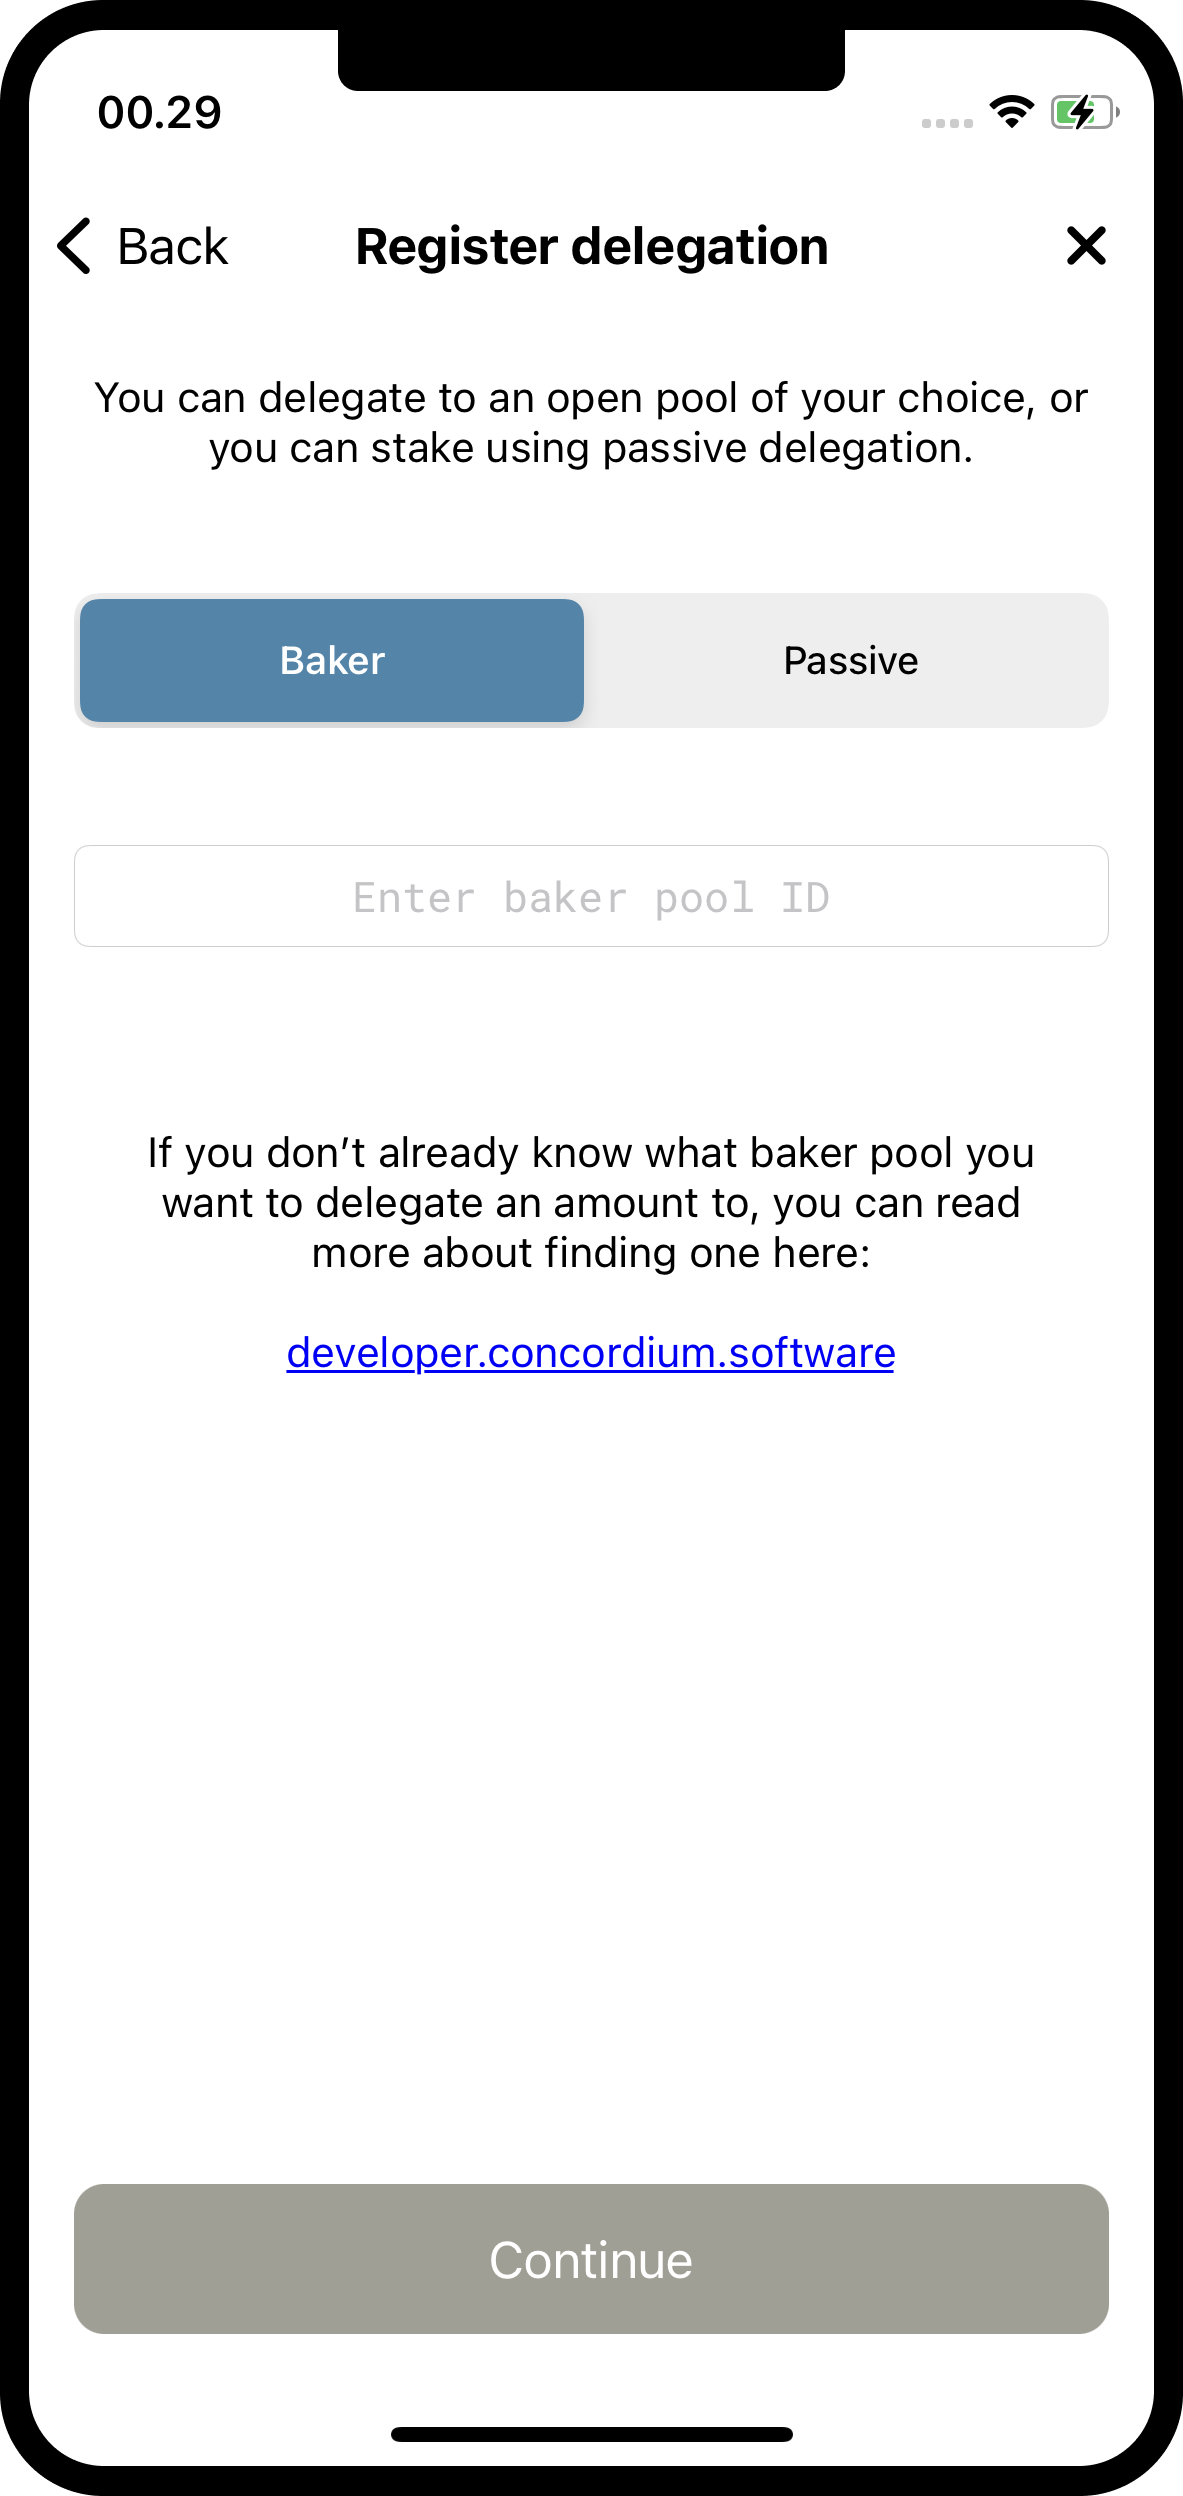 00.29
Back
Register delegation
You can delegate to an open pool of your choice, or
you can stake using passive delegation.
Baker
Passive
Enter baker pool ID
If you don’t already know what baker pool you
want to delegate an amount to, you can read
more about finding one here:
developer.concordium.software
Continue